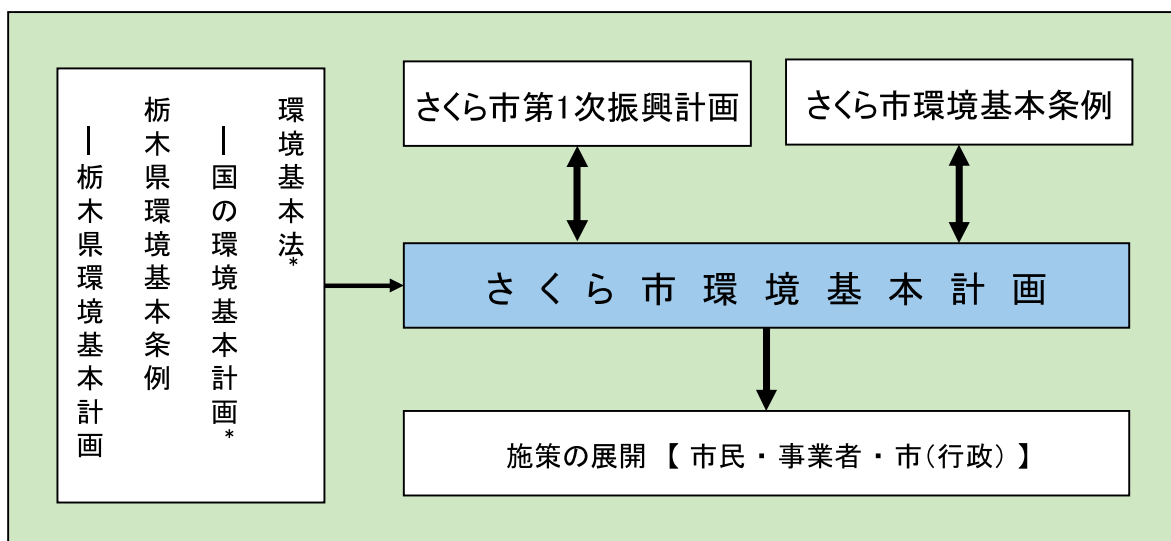 環境基本法*
―国の環境基本計画*
栃木県環境基本条例
―栃木県環境基本計画
さくら市第1次振興計画
さくら市環境基本条例
さくら市環境基本計画
施策の展開 【 市民・事業者・市(行政) 】